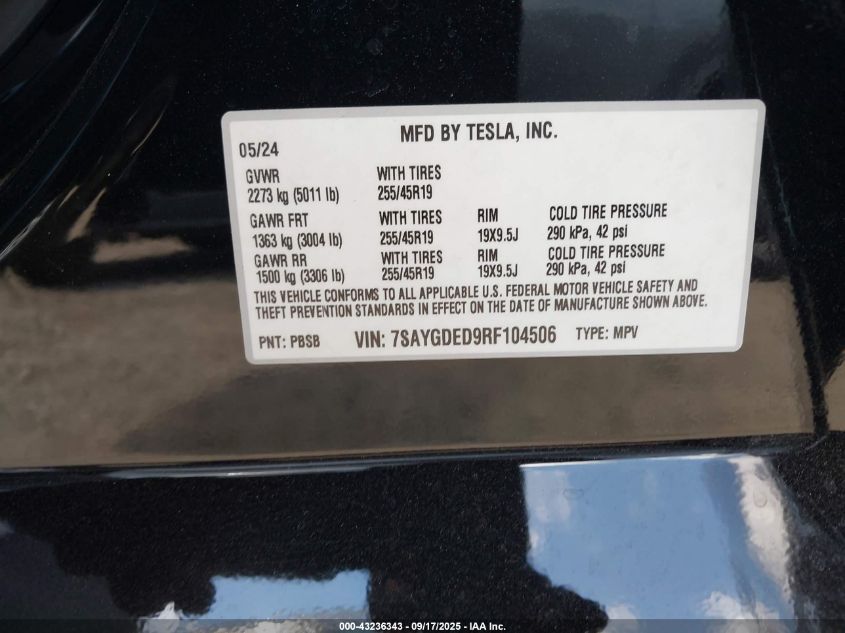 MFD BY TESLA, INC.
05/24
GVWR WITH TIRES
2273 kg (5011 lb) 255/45R19
GAWR FRT WITH TIRES RIM COLD TIRE PRESSURE
1363 kg (3004 lb) 255/45R19 19X9.5J 290 kPa, 42 psi
GAWR RR WITH TIRES RIM COLD TIRE PRESSURE
1500 kg (3306 lb) 255/45R19 19X9.5J 290 kPa, 42 psi
THIS VEHICLE CONFORMS TO ALL APPLICABLE U.S. FEDERAL MOTOR VEHICLE SAFETY AND
THEFT PREVENTION STANDARDS IN EFFECT ON THE DATE OF MANUFACTURE SHOWN ABOVE.
PNT: PBSB VIN: 7SAYGDED9RF104506 TYPE: MPV
000-43236343 - 09/17/2025 - IAA Inc.